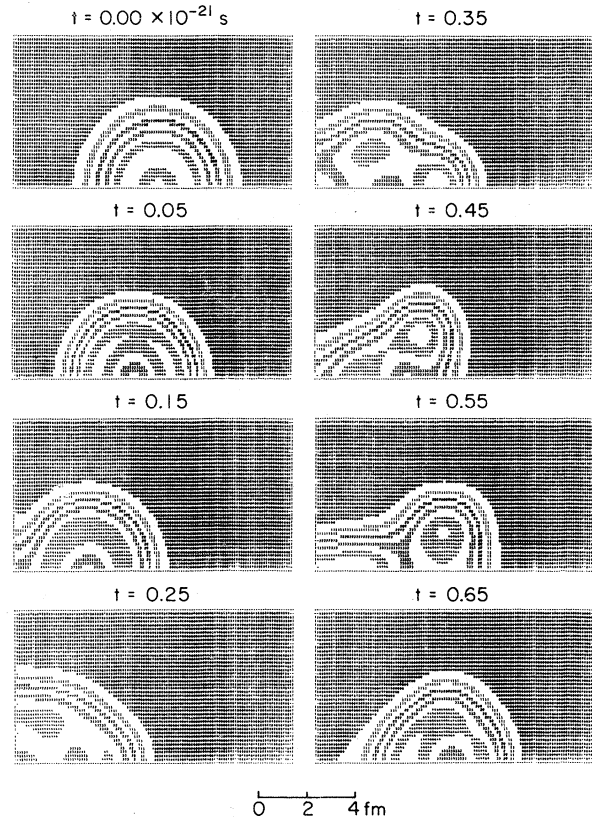 t = 0.00 ×10⁻²¹ s
t = 0.35
t = 0.05
t = 0.45
t = 0.15
t = 0.55
t = 0.25
t = 0.65
0 2 4 fm